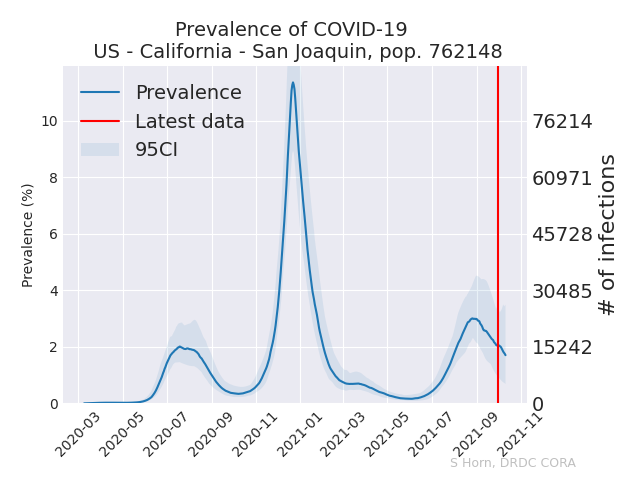 Prevalence of COVID-19
US - California - San Joaquin, pop. 762148
Prevalence
Latest data
95CI
Prevalence (%)
10
8
6
4
2
0
76214
60971
45728
30485
15242
0
# of infections
2020-03
2020-05
2020-07
2020-09
2020-11
2021-01
2021-03
2021-05
2021-07
2021-09
2021-11
S Horn, DRDC CORA